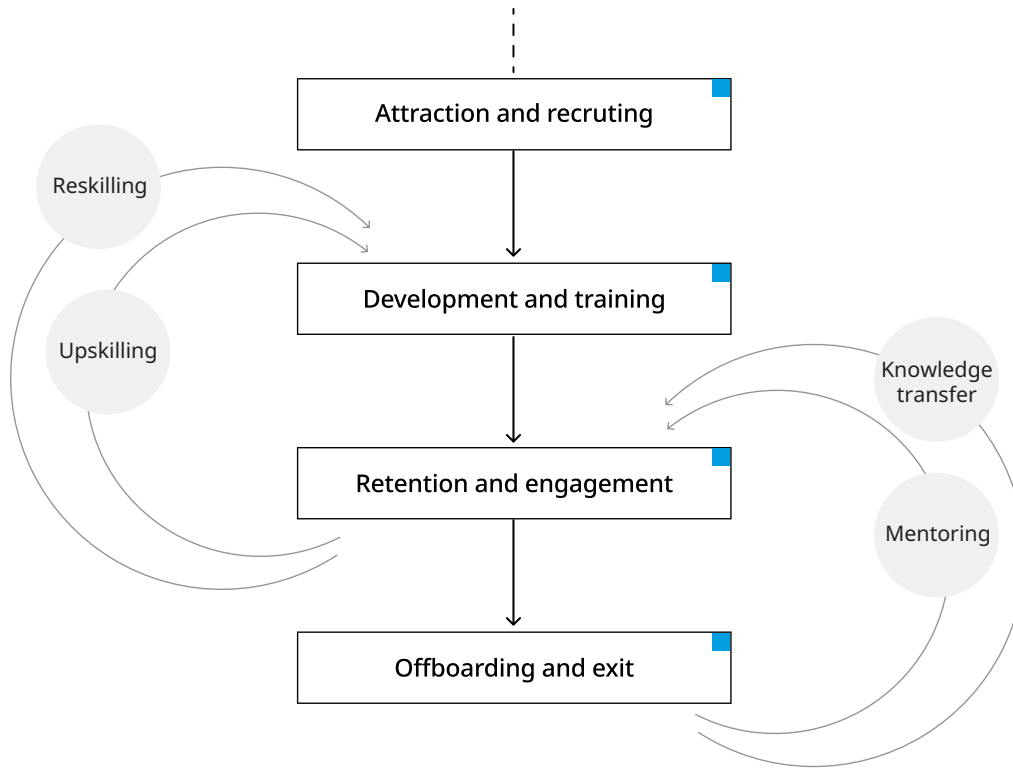 Attraction and recruting
Reskilling
Development and training
Upskilling
Knowledge
transfer
Retention and engagement
Mentoring
Offboarding and exit